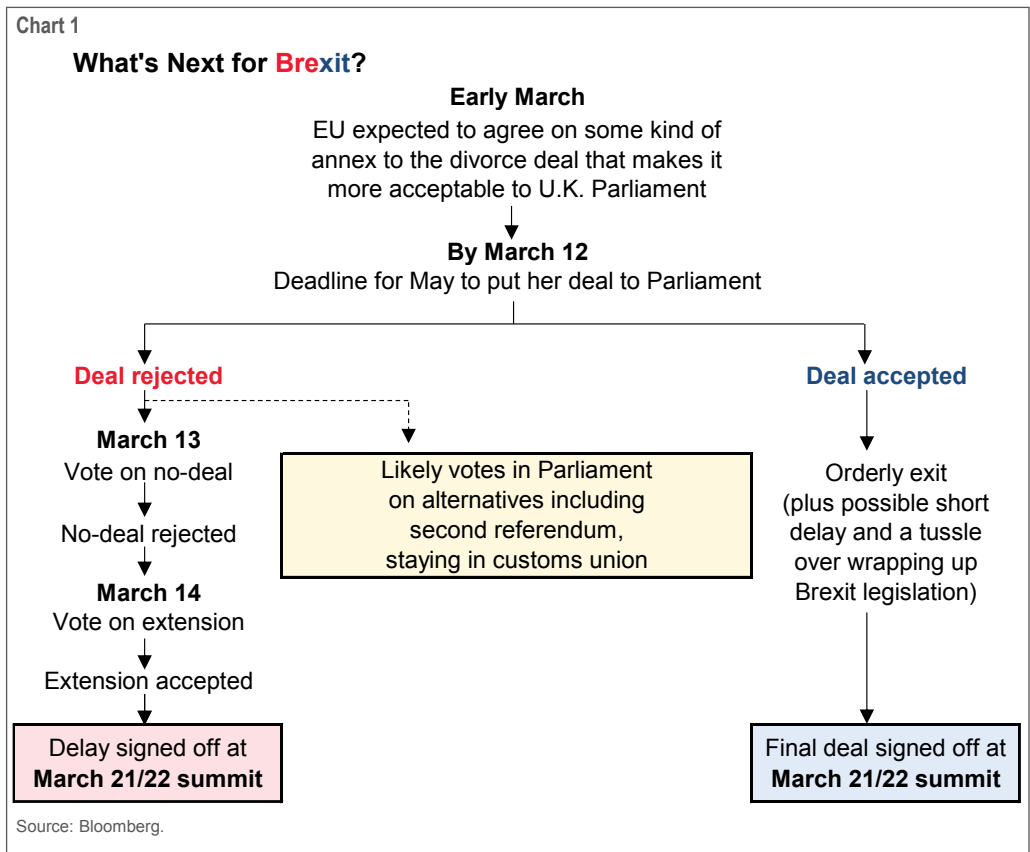 Chart 1
What's Next for Brexit?
Early March
EU expected to agree on some kind of
annex to the divorce deal that makes it
more acceptable to U.K. Parliament
By March 12
Deadline for May to put her deal to Parliament
Deal rejected
March 13
Vote on no-deal
No-deal rejected
March 14
Vote on extension
Extension accepted
Delay signed off at
March 21/22 summit
Likely votes in Parliament
on alternatives including
second referendum,
staying in customs union
Deal accepted
Orderly exit
(plus possible short
delay and a tussle
over wrapping up
Brexit legislation)
Final deal signed off at
March 21/22 summit
Source: Bloomberg.